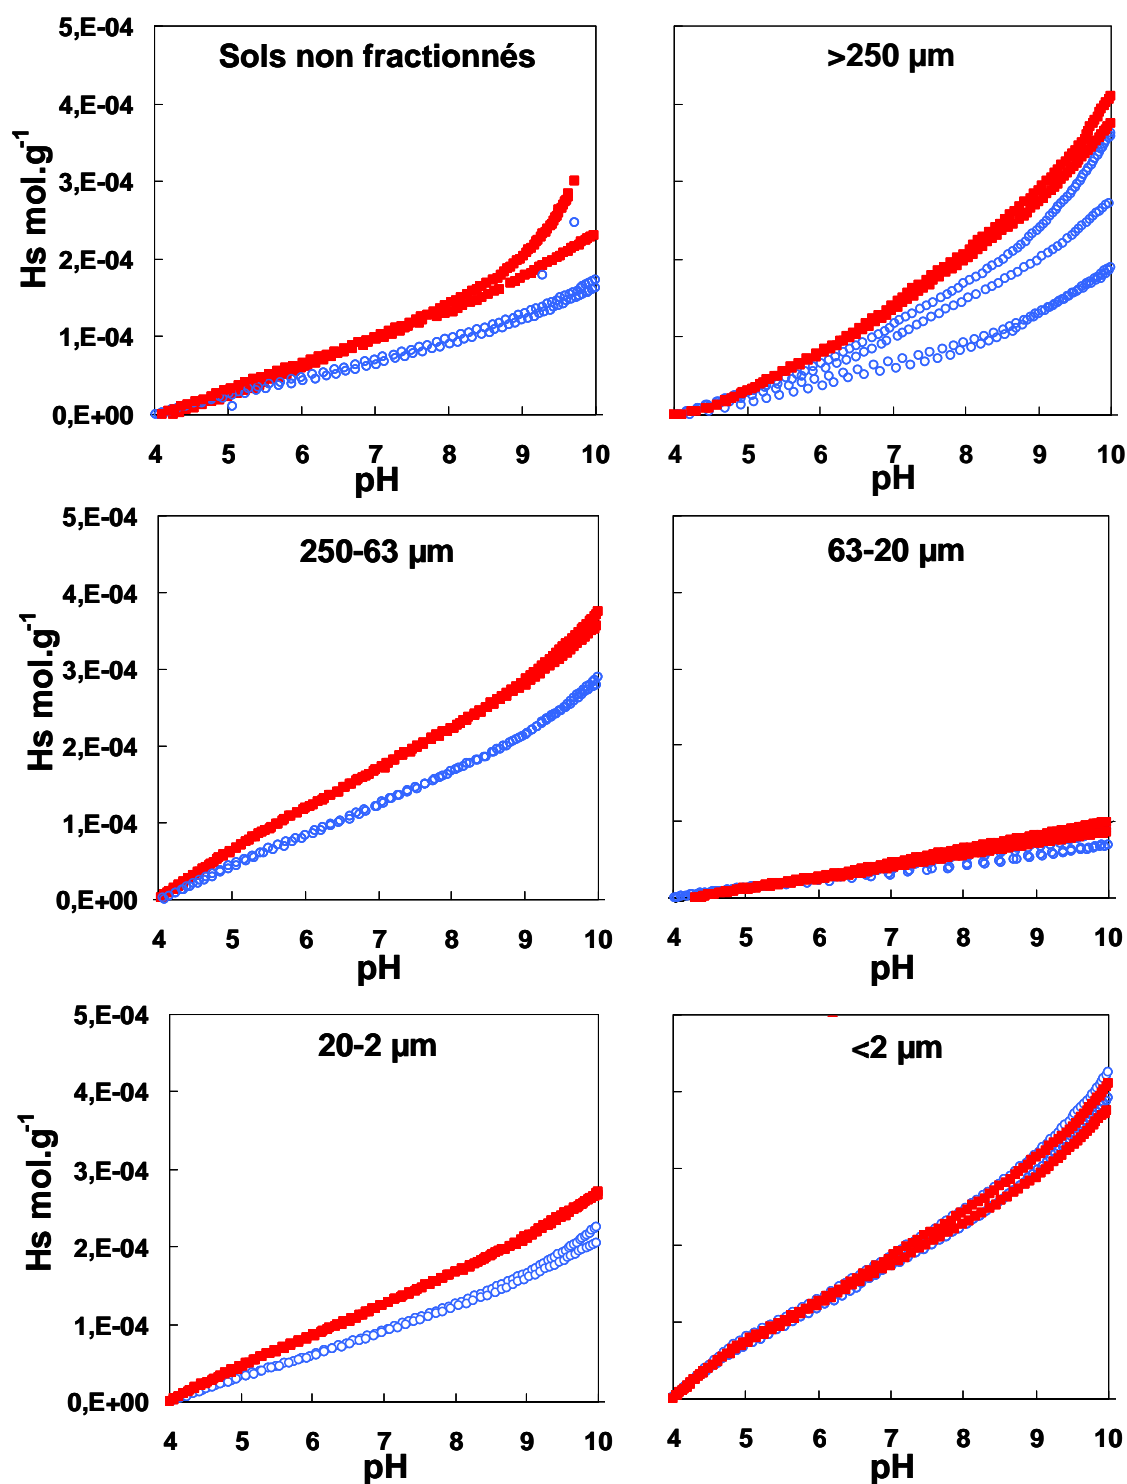 Sols non fractionnés
5,E-04
4,E-04
3,E-04
2,E-04
1,E-04
0,E+00
Hs mol.g-1
4 5 6 7 8 9 10
pH
>250 µm
4 5 6 7 8 9 10
pH
250-63 µm
5,E-04
4,E-04
3,E-04
2,E-04
1,E-04
0,E+00
Hs mol.g-1
4 5 6 7 8 9 10
pH
63-20 µm
4 5 6 7 8 9 10
pH
20-2 µm
5,E-04
4,E-04
3,E-04
2,E-04
1,E-04
0,E+00
Hs mol.g-1
4 5 6 7 8 9 10
pH
<2 µm
4 5 6 7 8 9 10
pH